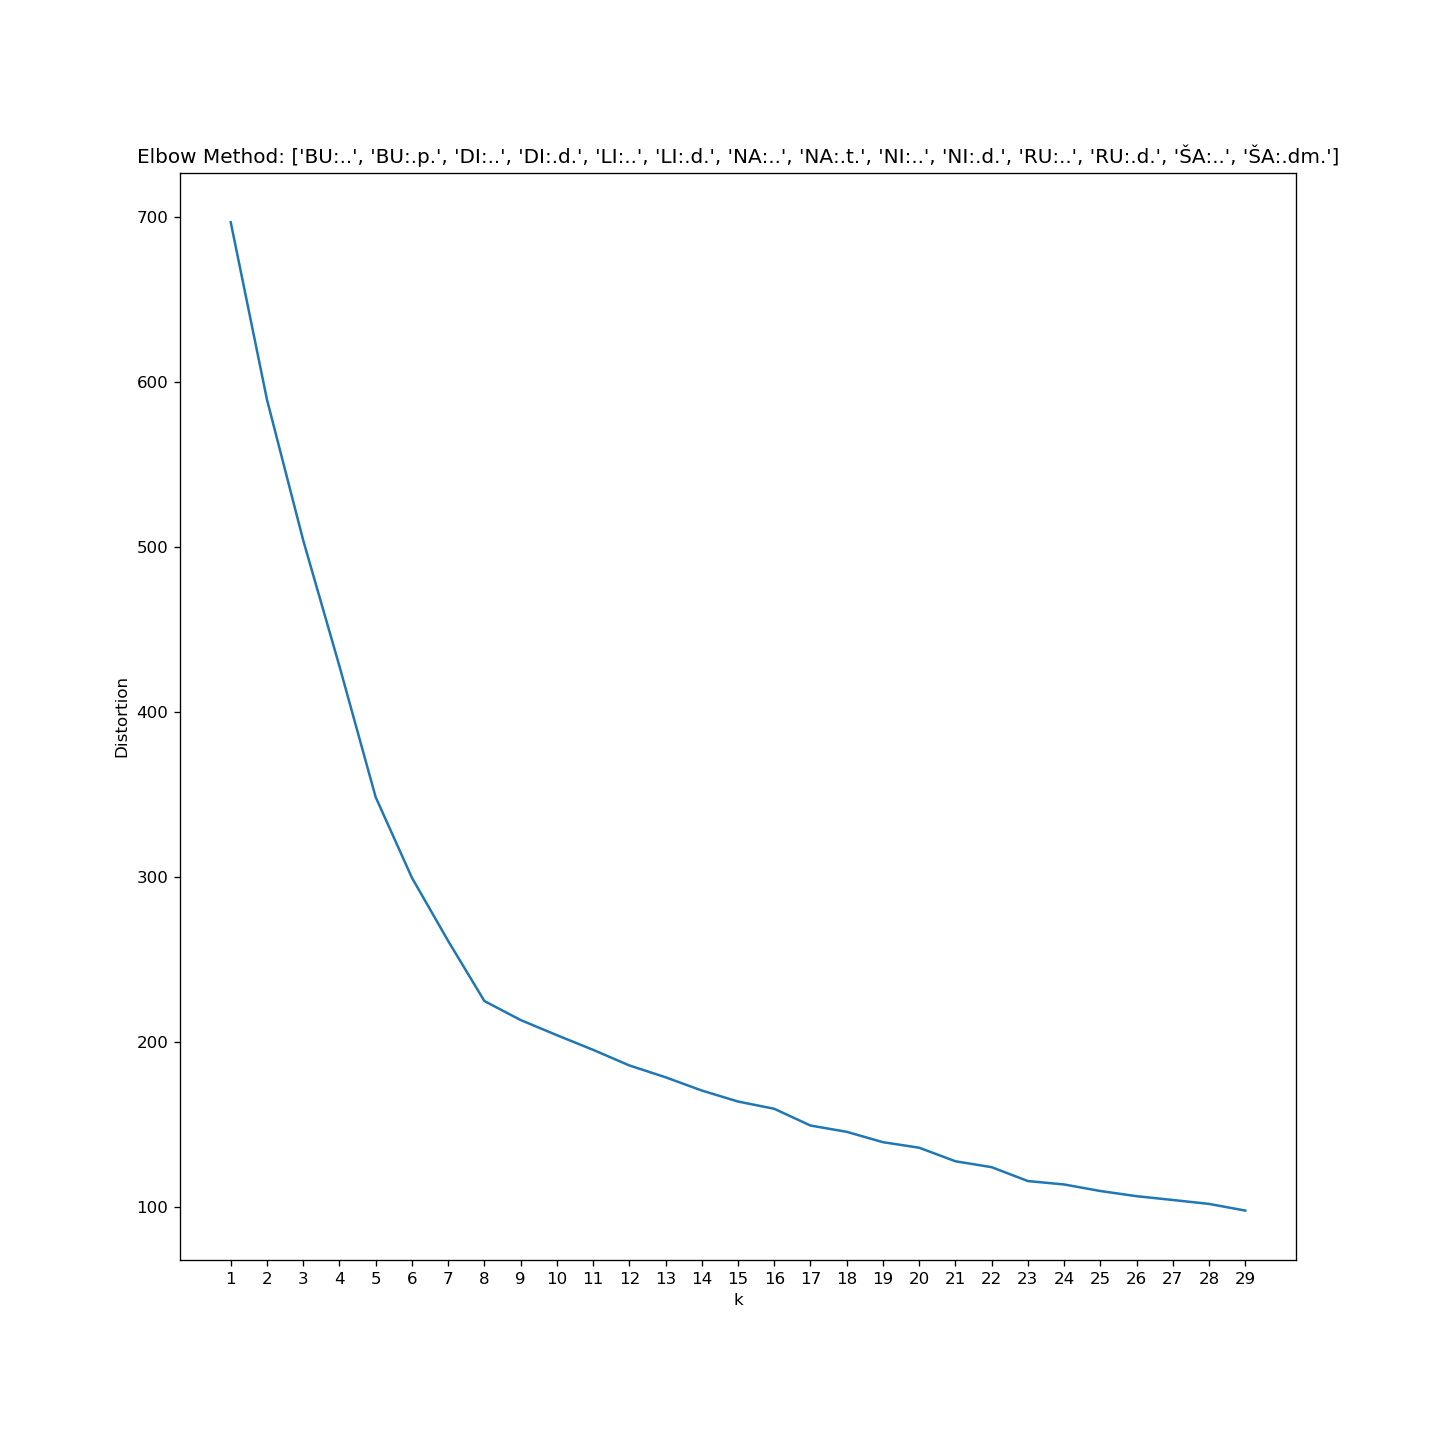 Elbow Method: ['BU:..', 'BU:.p.', 'DI:..', 'DI:.d.', 'LI:..', 'LI:.d.', 'NA:..', 'NA:.t.', 'NI:..', 'NI:.d.', 'RU:..', 'RU:.d.', 'ŠA:..', 'ŠA:.dm.']
700
600
500
400
300
200
100
Distortion
1 2 3 4 5 6 7 8 9 10 11 12 13 14 15 16 17 18 19 20 21 22 23 24 25 26 27 28 29
k